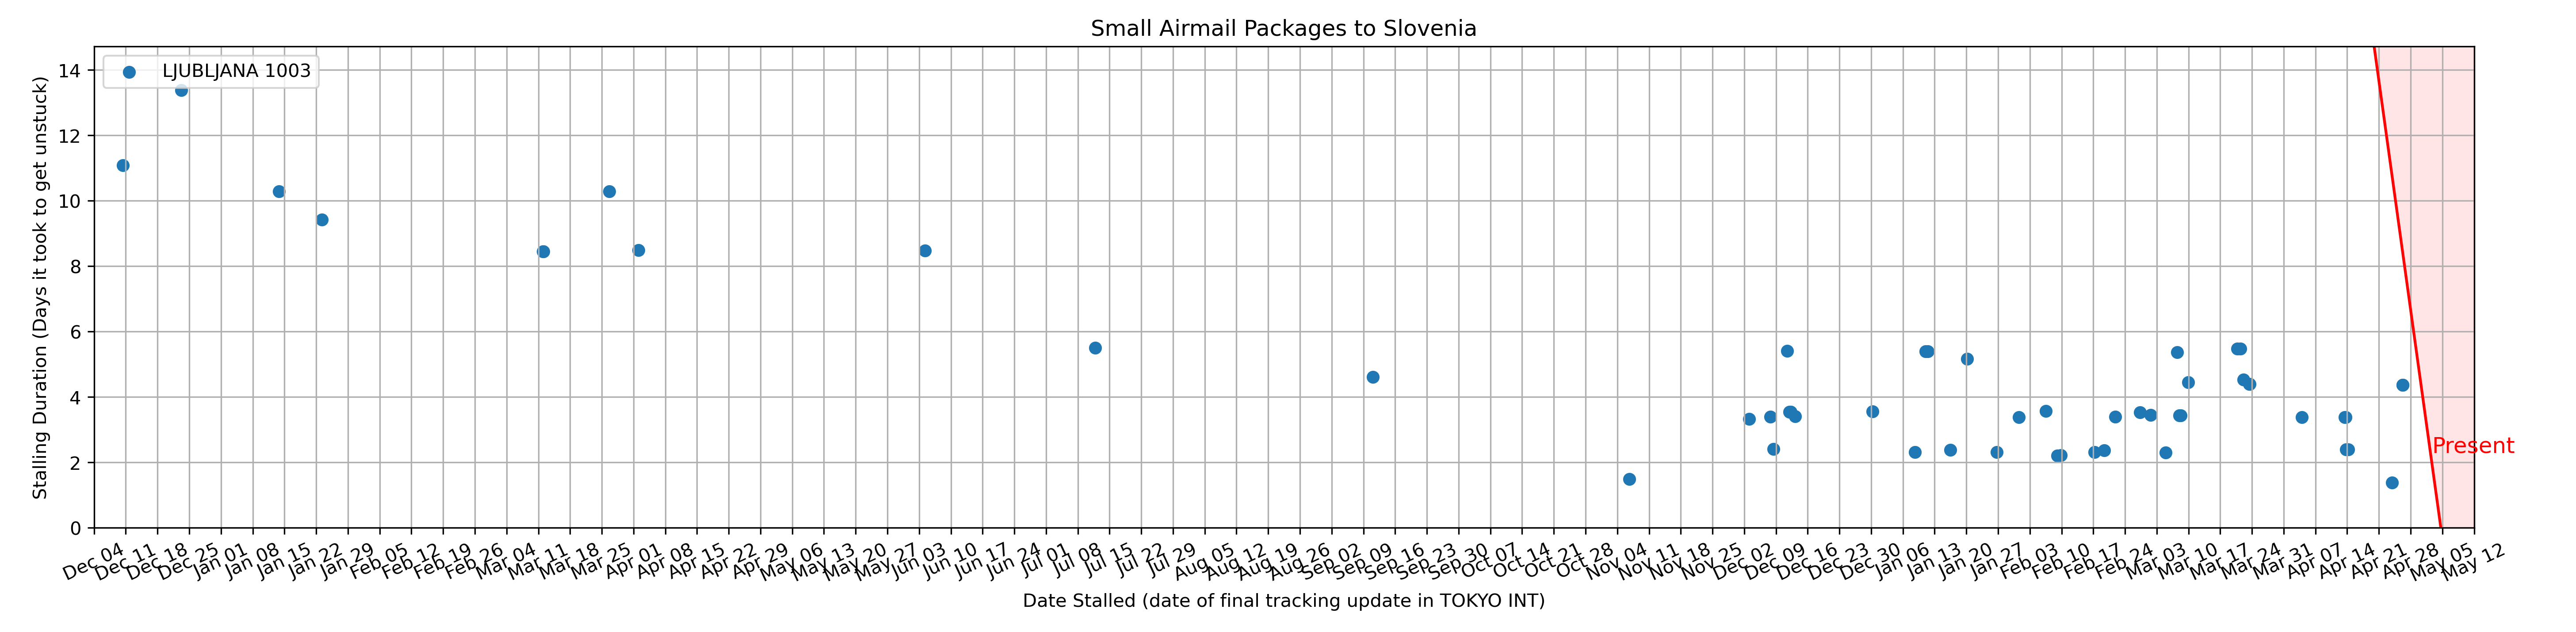 Small Airmail Packages to Slovenia
LJUBLJANA 1003
Stalling Duration (Days it took to get unstuck)
14
12
10
8
6
4
2
0
Present
Dec 04
Dec 11
Dec 18
Dec 25
Jan 01
Jan 08
Jan 15
Jan 22
Jan 29
Feb 05
Feb 12
Feb 19
Feb 26
Mar 04
Mar 11
Mar 18
Mar 25
Apr 01
Apr 08
Apr 15
Apr 22
Apr 29
May 06
May 13
May 20
May 27
Jun 03
Jun 10
Jun 17
Jun 24
Jul 01
Jul 08
Jul 15
Jul 22
Jul 29
Aug 05
Aug 12
Aug 19
Aug 26
Sep 02
Sep 09
Sep 16
Sep 23
Sep 30
Oct 07
Oct 14
Oct 21
Oct 28
Nov 04
Nov 11
Nov 18
Nov 25
Dec 02
Dec 09
Dec 16
Dec 23
Dec 30
Jan 06
Jan 13
Jan 20
Jan 27
Feb 03
Feb 10
Feb 17
Feb 24
Mar 03
Mar 10
Mar 17
Mar 24
Mar 31
Apr 07
Apr 14
Apr 21
Apr 28
May 05
May 12
Date Stalled (date of final tracking update in TOKYO INT)